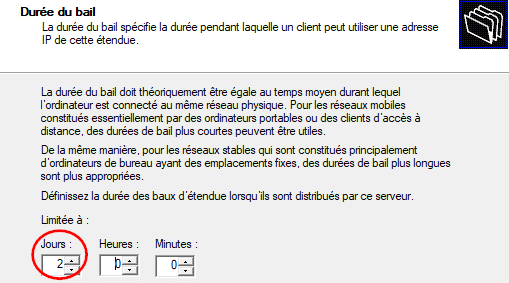 Durée du bail
La durée du bail spécifie la durée pendant laquelle un client peut utiliser une adresse
IP de cette étendue.
La durée du bail doit théoriquement être égale au temps moyen durant lequel
l'ordinateur est connecté au même réseau physique. Pour les réseaux mobiles
constitués essentiellement par des ordinateurs portables ou des clients d'accès à
distance, des durées de bail plus courtes peuvent être utiles.
De la même manière, pour les réseaux stables qui sont constitués principalement
d'ordinateurs de bureau ayant des emplacements fixes, des durées de bail plus longues
sont plus appropriées.
Définissez la durée des baux d'étendue lorsqu'ils sont distribués par ce serveur.
Limitée à :
Jours : Heures : Minutes :
2 0 0